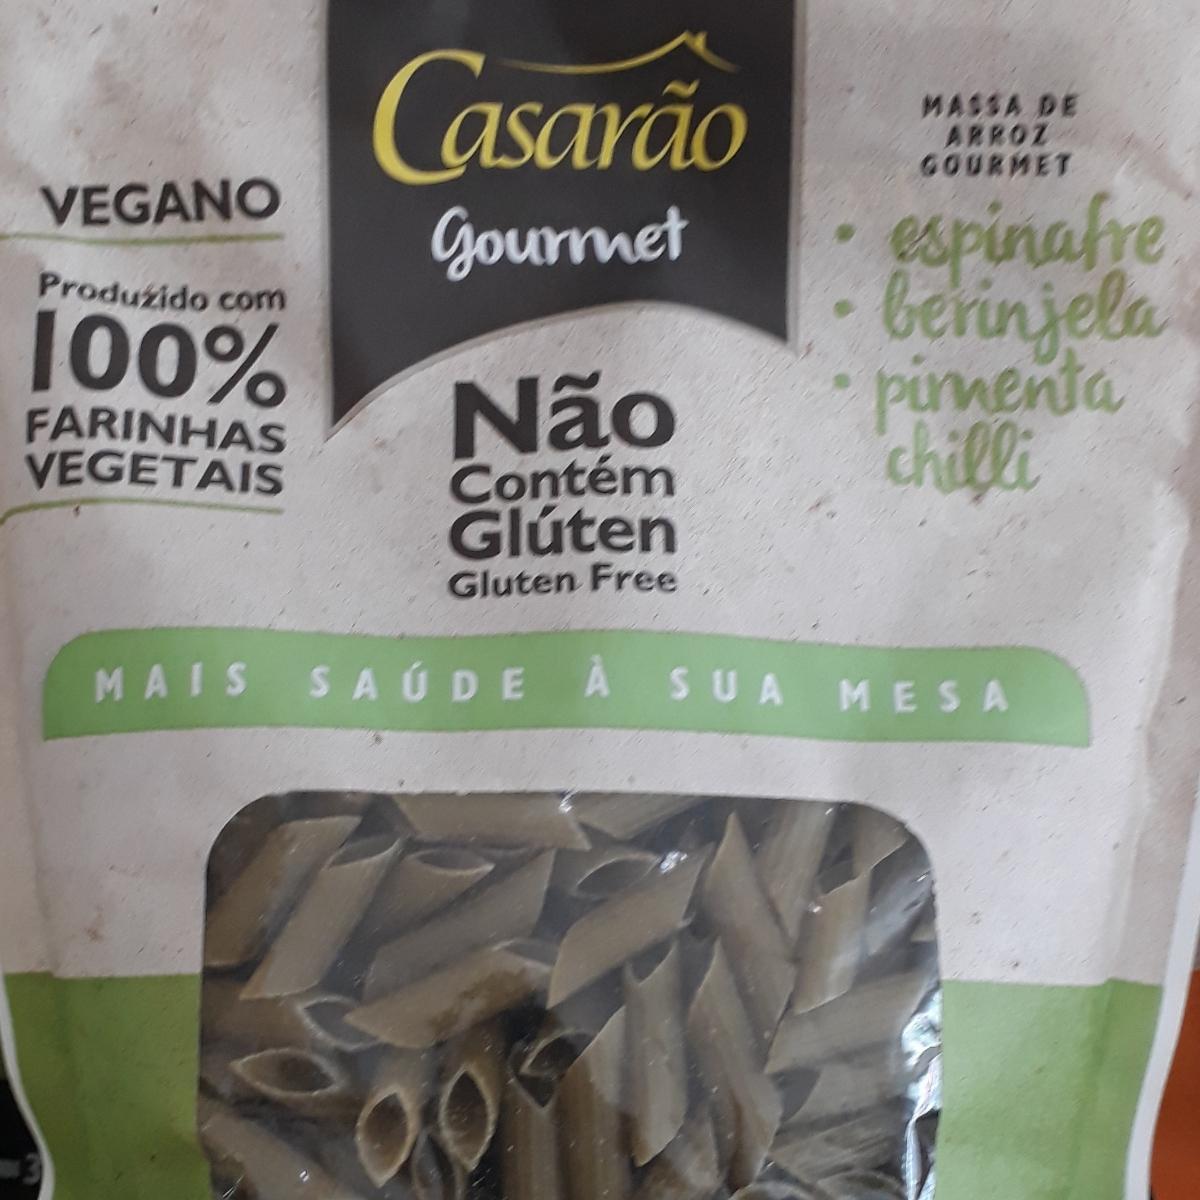 Casarão
Gourmet
VEGANO
Produzido com
100%
FARINHAS
VEGETAIS
Não
Contém
Glúten
Gluten Free
MASSA DE
ARROZ
GOURMET
• espinafre
• berinjela
• pimenta
chilli
MAIS SAÚDE À SUA MESA